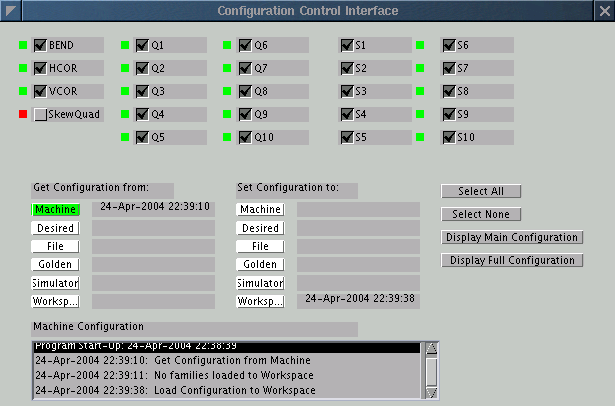 Configuration Control Interface
BEND Q1 Q6 S1 S6
HCOR Q2 Q7 S2 S7
VCOR Q3 Q8 S3 S8
SkewQuad Q4 Q9 S4 S9
Q5 Q10 S5 S10
Get Configuration from: Set Configuration to:
Select All
Machine 24-Apr-2004 22:39:10 Machine
Select None
Desired Desired
Display Main Configuration
File File
Display Full Configuration
Golden Golden
Simulator Simulator
Worksp... Worksp... 24-Apr-2004 22:39:38
Machine Configuration
Program Start-Up: 24-Apr-2004 22:38:39
24-Apr-2004 22:39:10: Get Configuration from Machine
24-Apr-2004 22:39:11: No families loaded to Workspace
24-Apr-2004 22:39:38: Load Configuration to Workspace